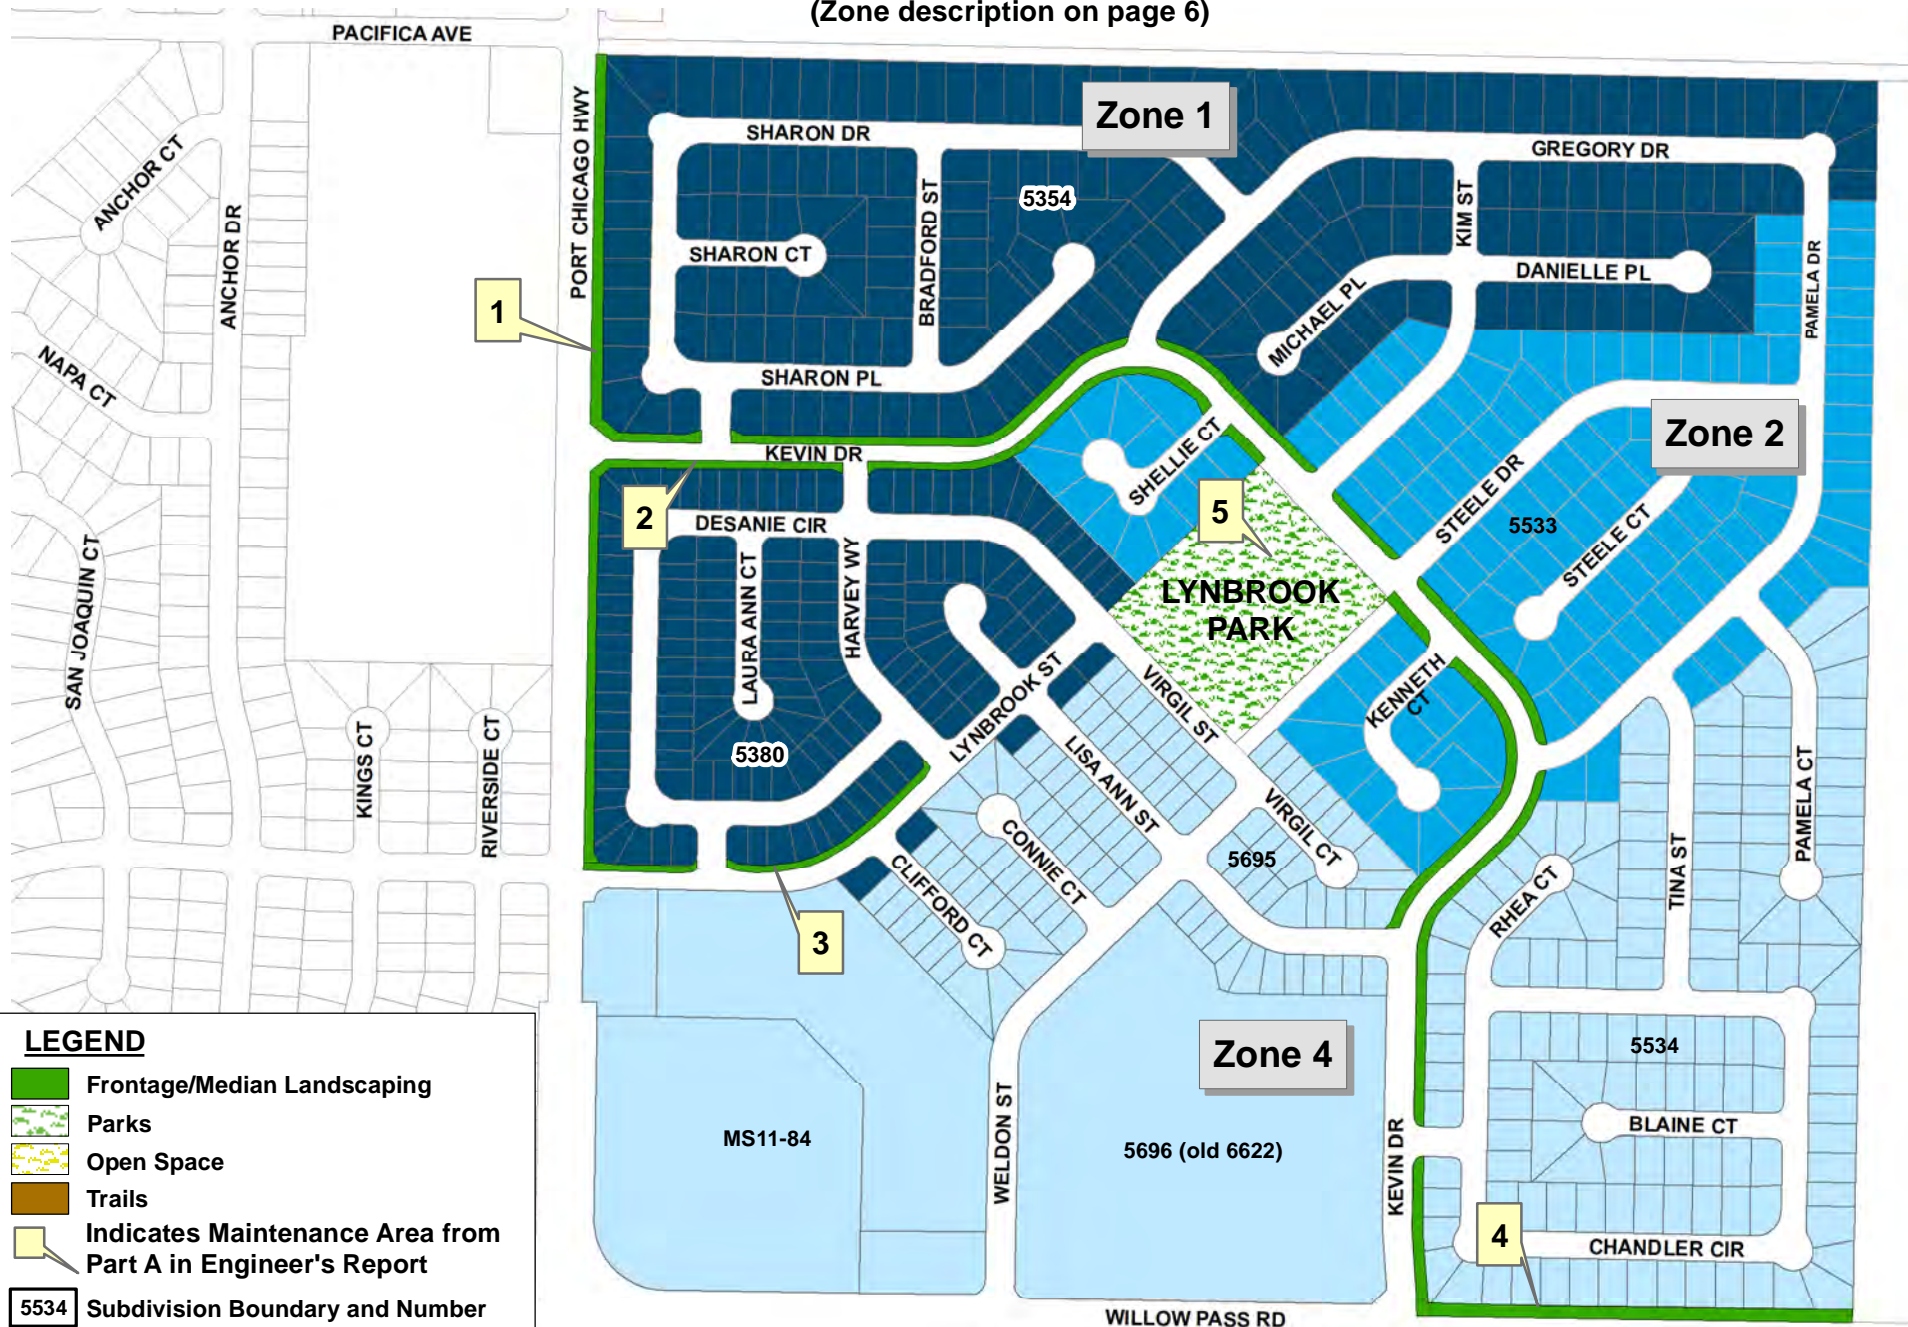 (Zone description on page 6)
PACIFICA AVE
PORT CHICAGO HWY
ANCHOR CT
ANCHOR DR
NAPA CT
SAN JOAQUIN CT
KINGS CT
RIVERSIDE CT
Zone 1
SHARON DR
BRADFORD ST
5354
SHARON CT
SHARON PL
GREGORY DR
KIM ST
DANIELLE PL
MICHAEL PL
PAMELA DR
1
KEVIN DR
2
SHELLIE CT
5
LYNBROOK
PARK
Zone 2
STEELE DR
5533
STEELE CT
DESANIE CIR
LAURA ANN CT
HARVEY WY
5380
LYNBROOK ST
VIRGIL ST
KENNETH
CT
LISA ANN ST
VIRGIL CT
CONNIE CT
5695
CLIFFORD CT
3
RHEA CT
TINA ST
PAMELA CT
Zone 4
5534
BLAINE CT
MS11-84
WELDON ST
5696 (old 6622)
KEVIN DR
4
CHANDLER CIR
WILLOW PASS RD
LEGEND
Frontage/Median Landscaping
Parks
Open Space
Trails
Indicates Maintenance Area from
Part A in Engineer's Report
5534 Subdivision Boundary and Number